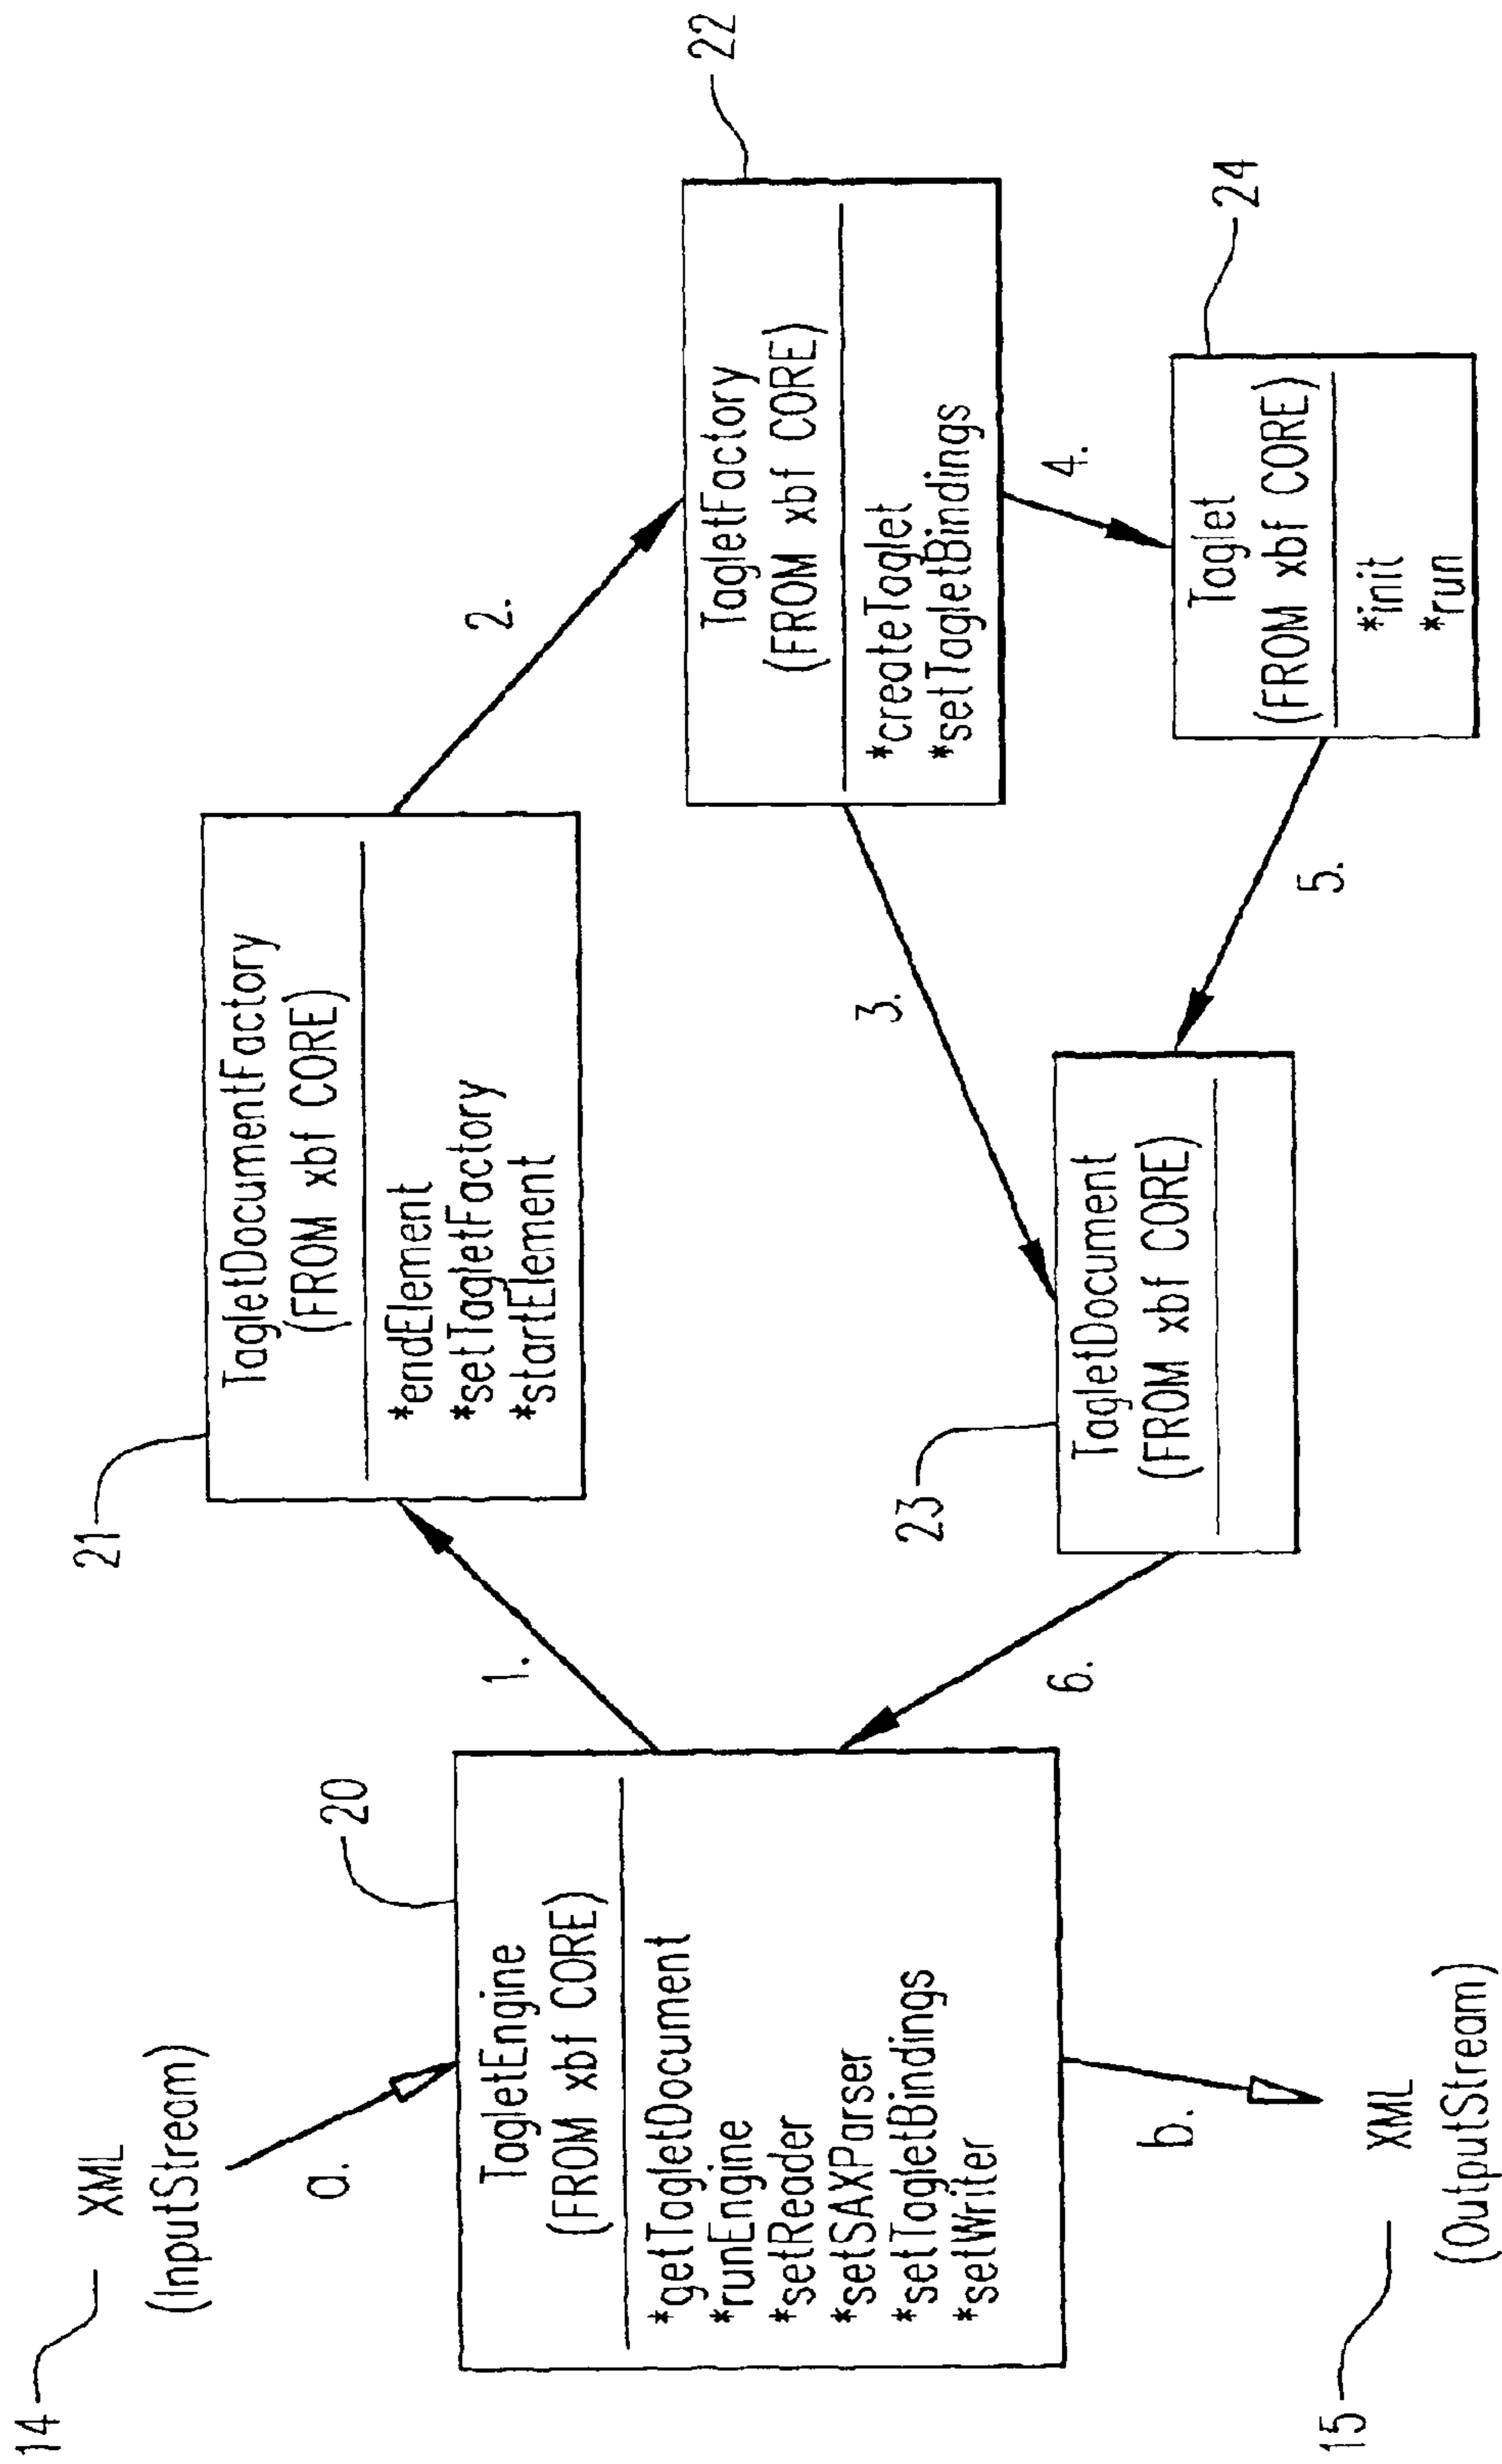 14
XML
(InputStream)
a.
20
TagletEngine
(FROM xbf CORE)
*getTagletDocument
*runEngine
*setReader
*setSAXParser
*setTagletBindings
*setWriter
b.
15
XML
(OutputStream)
1.
21
TagletDocumentFactory
(FROM xbf CORE)
*endElement
*setTagletFactory
*startElement
2.
22
TagletFactory
(FROM xbf CORE)
*createTaglet
*setTagletBindings
3.
4.
24
Taglet
(FROM xbf CORE)
*init
*run
5.
23
TagletDocument
(FROM xbf CORE)
6.